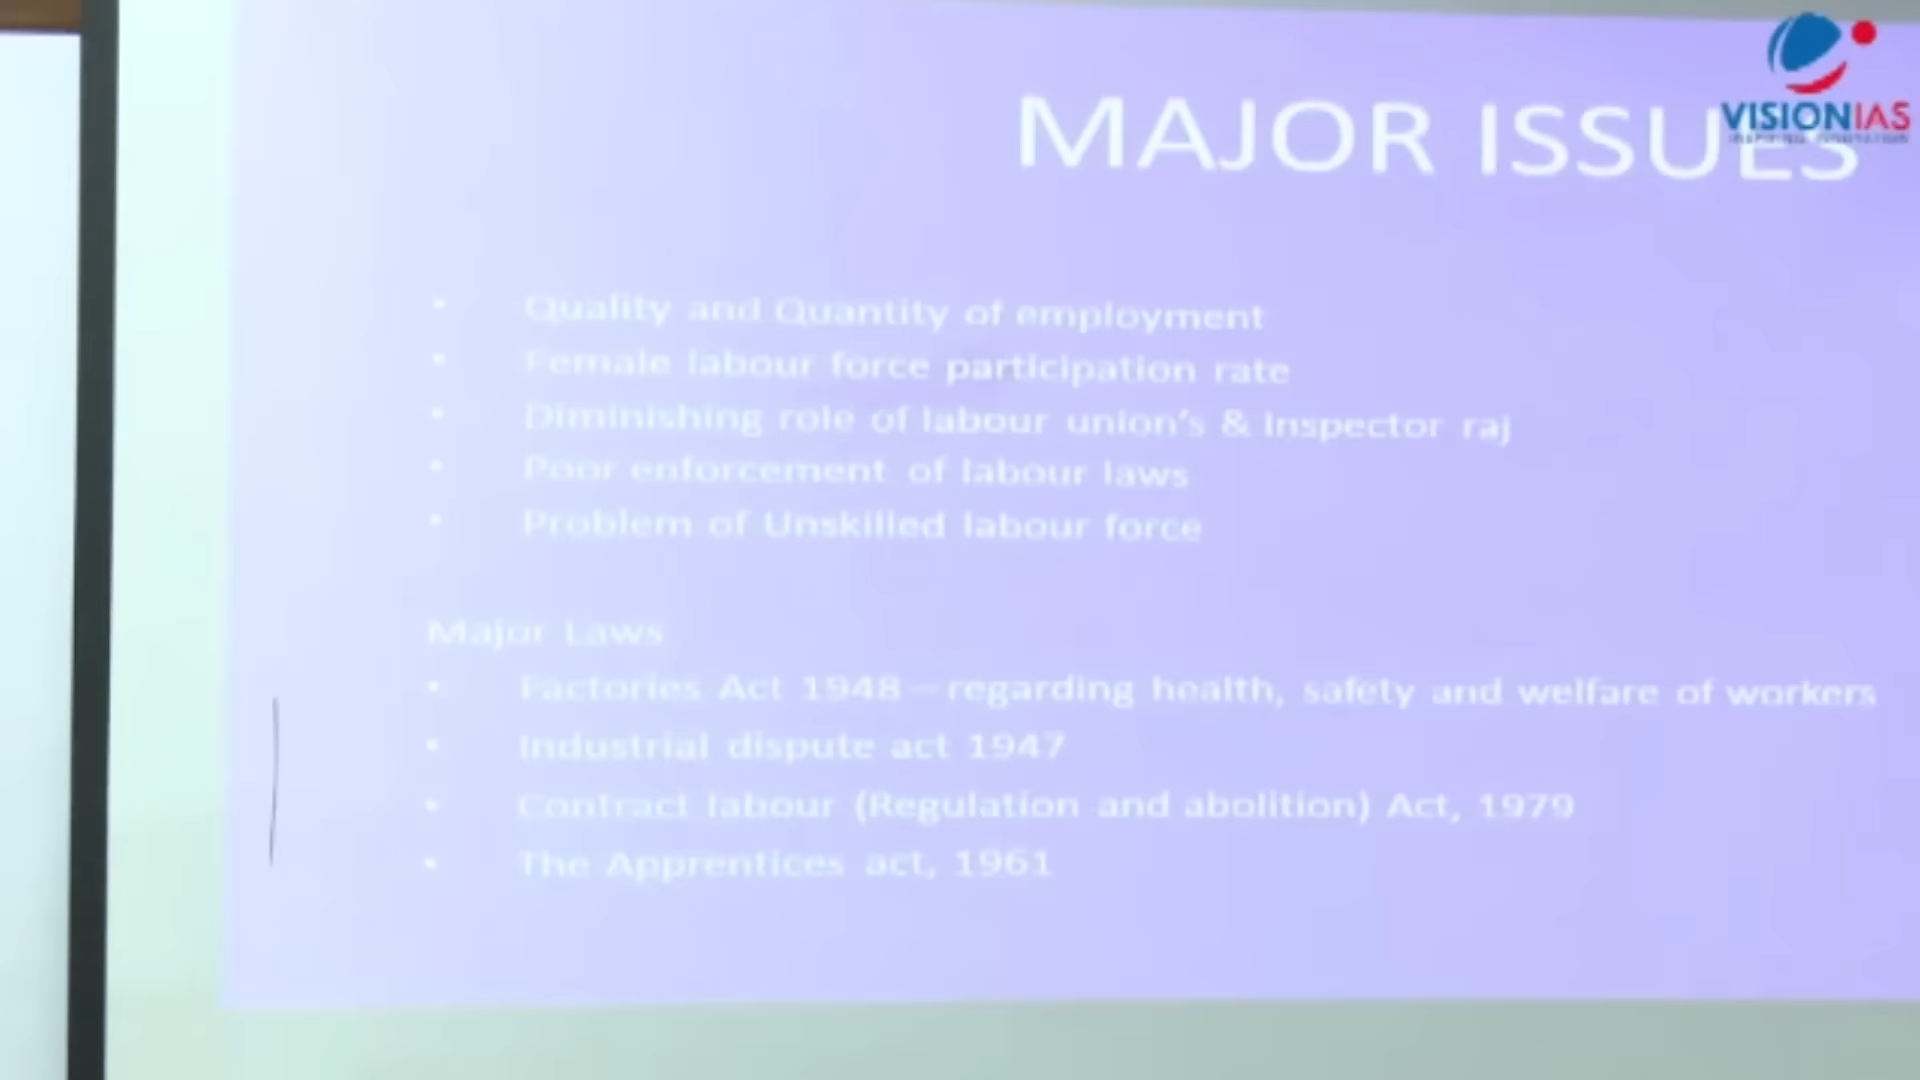 MAJOR ISSUES
VISIONIAS
• Quality and Quantity of employment
• Female labour force participation rate
• Diminishing role of labour union's & Inspector raj
• Poor enforcement of labour laws
• Problem of Unskilled labour force
Major Laws
• Factories Act 1948 – regarding health, safety and welfare of workers
• Industrial dispute act 1947
• Contract labour (Regulation and abolition) Act, 1979
• The Apprentices act, 1961